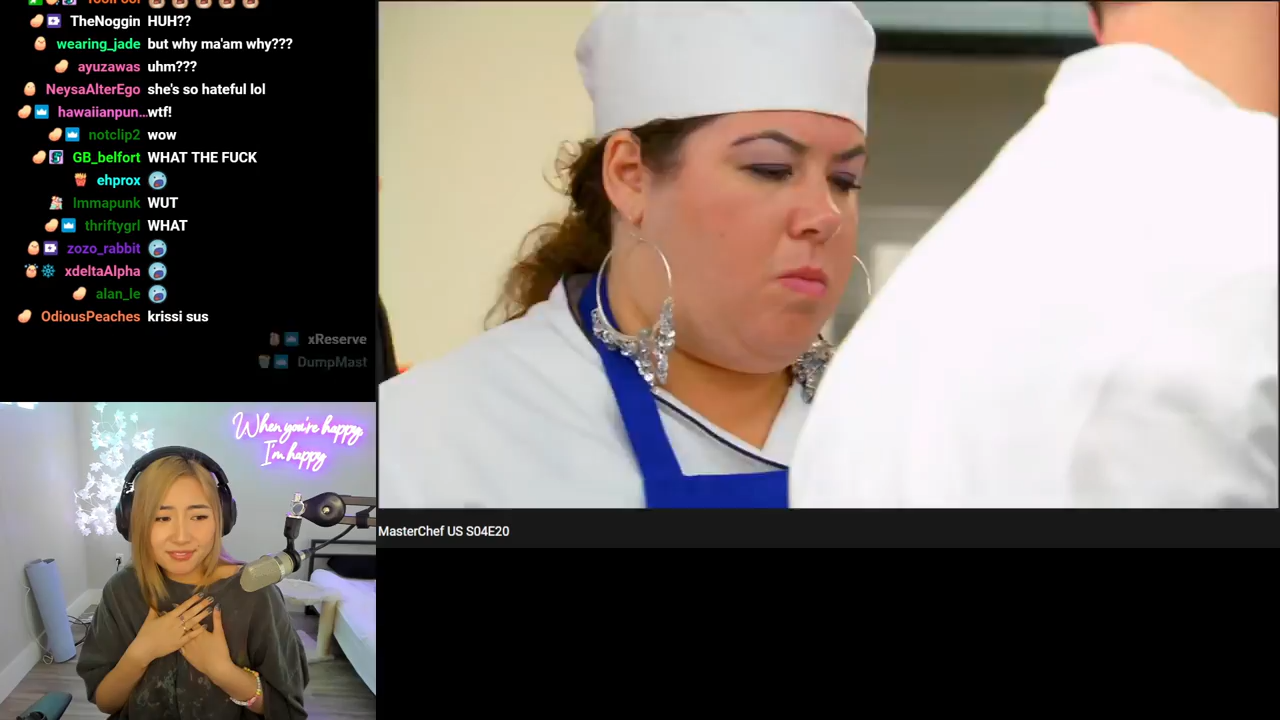 TheNoggin HUH??
wearing_jade but why ma'am why???
ayuzawas uhm???
NeysaAlterEgo she's so hateful lol
hawaiianpun... wtf!
notclip2 wow
GB_belfort WHAT THE FUCK
ehprox
Immapunk WUT
thriftygrl WHAT
zozo_rabbit
xdeltaAlpha
alan_le
OdiousPeaches krissi sus
xReserve
DumpMast
When you're happy,
I'm happy
MasterChef US S04E20